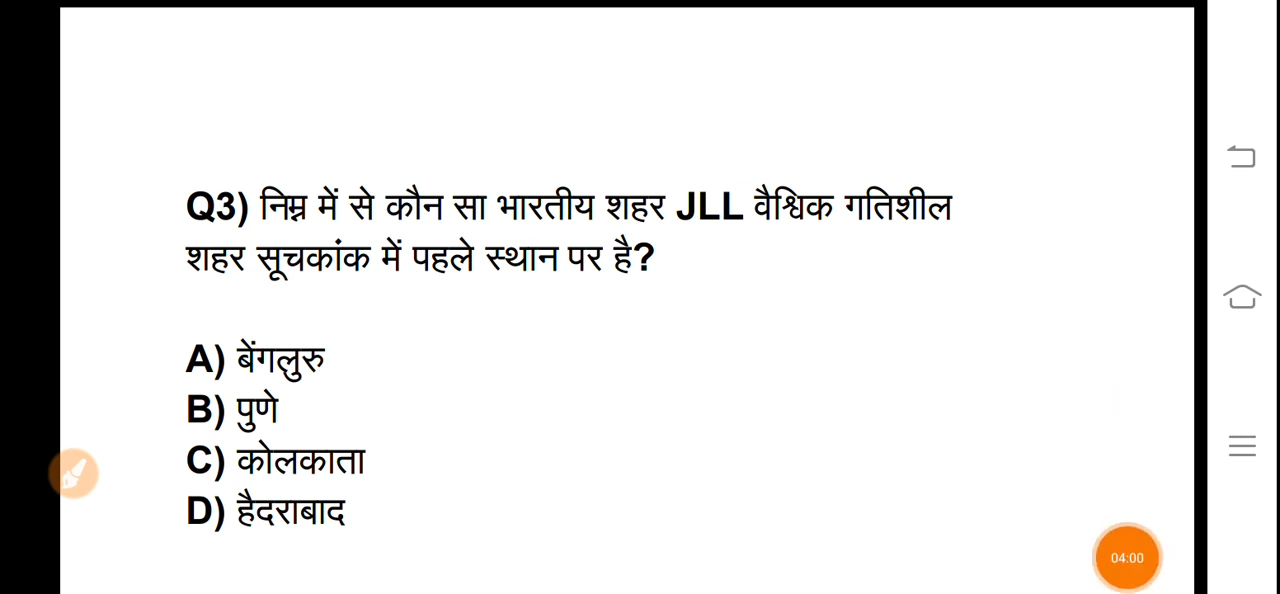 Q3) निम्न में से कौन सा भारतीय शहर JLL वैश्विक गतिशील
शहर सूचकांक में पहले स्थान पर है?
A) बेंगलुरु
B) पुणे
C) कोलकाता
D) हैदराबाद
04:00